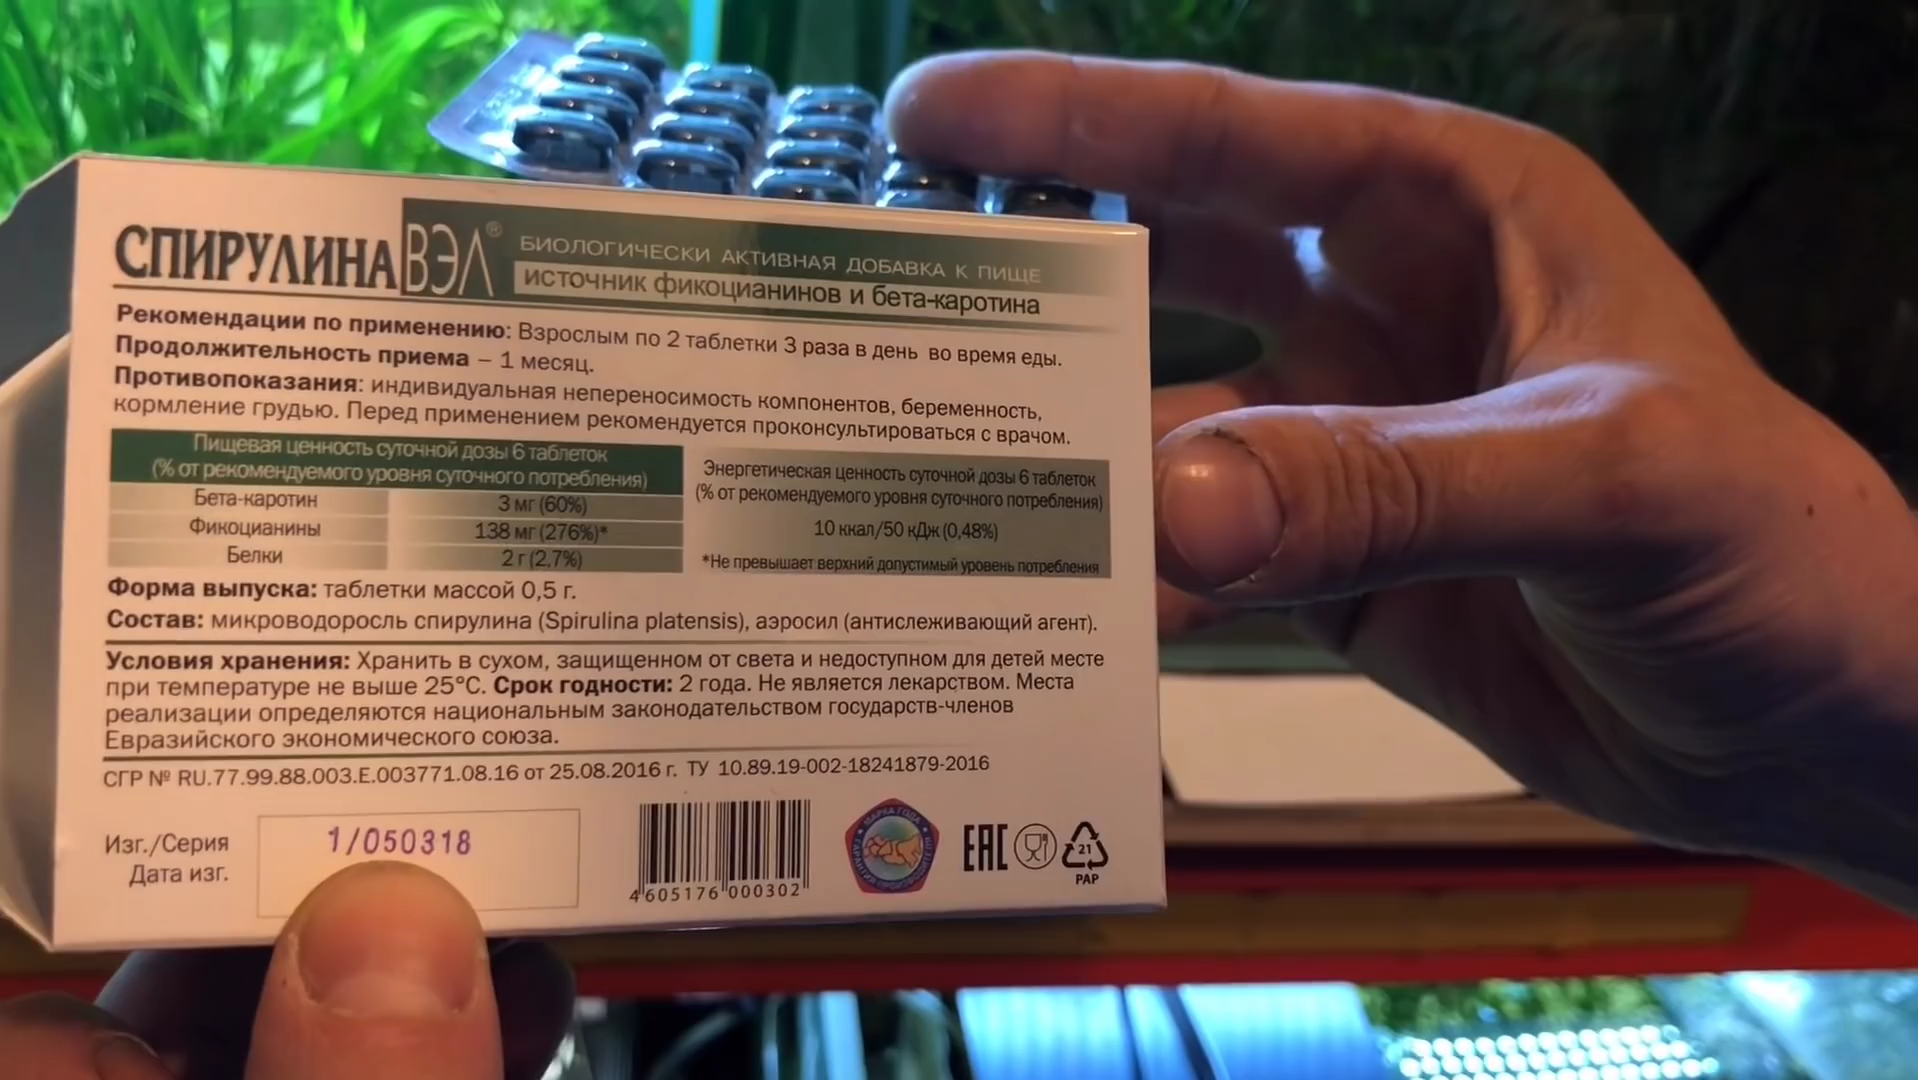 СПИРУЛИНА ВЭЛ®
БИОЛОГИЧЕСКИ АКТИВНАЯ ДОБАВКА К ПИЩЕ
источник фикоцианинов и бета-каротина
Рекомендации по применению: Взрослым по 2 таблетки 3 раза в день во время еды.
Продолжительность приема – 1 месяц.
Противопоказания: индивидуальная непереносимость компонентов, беременность,
кормление грудью. Перед применением рекомендуется проконсультироваться с врачом.
Пищевая ценность суточной дозы 6 таблеток
(% от рекомендуемого уровня суточного потребления)
Бета-каротин 3 мг (60%)
Фикоцианины 138 мг (276%)*
Белки 2 г (2,7%)
Энергетическая ценность суточной дозы 6 таблеток
(% от рекомендуемого уровня суточного потребления)
10 ккал/50 кДж (0,48%)
*Не превышает верхний допустимый уровень потребления
Форма выпуска: таблетки массой 0,5 г.
Состав: микроводоросль спирулина (Spirulina platensis), аэросил (антислеживающий агент).
Условия хранения: Хранить в сухом, защищенном от света и недоступном для детей месте
при температуре не выше 25°С. Срок годности: 2 года. Не является лекарством. Места
реализации определяются национальным законодательством государств-членов
Евразийского экономического союза.
СГР № RU.77.99.88.003.Е.003771.08.16 от 25.08.2016 г. ТУ 10.89.19-002-18241879-2016
Изг./Серия
Дата изг.
1/050318
4 605176 000302
МАРКА ГОДА
ЕАС
21
PAP